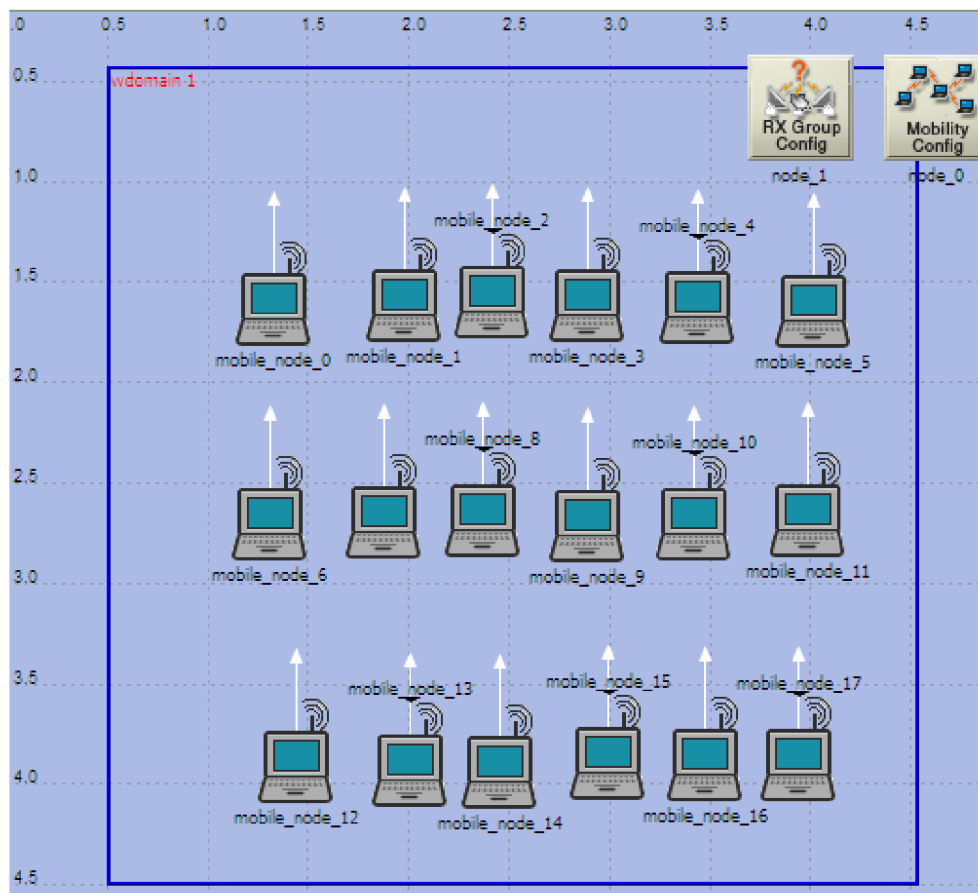 .0 0.5 1.0 2.0 2.5 3.0 3.5 4.0 4.5
0.5
wdomain 1
?
RX Group
Config
Mobility
Config
node_1
node_0
1.0
mobile_node_2
mobile_node_4
1.5
mobile_node_0
mobile_node_1
mobile_node_3
mobile_node_5
2.0
mobile_node_8
mobile_node_10
2.5
mobile_node_6
mobile_node_9
mobile_node_11
3.0
3.5
mobile_node_13
mobile_node_15
mobile_node_17
4.0
mobile_node_12
mobile_node_14
mobile_node_16
4.5